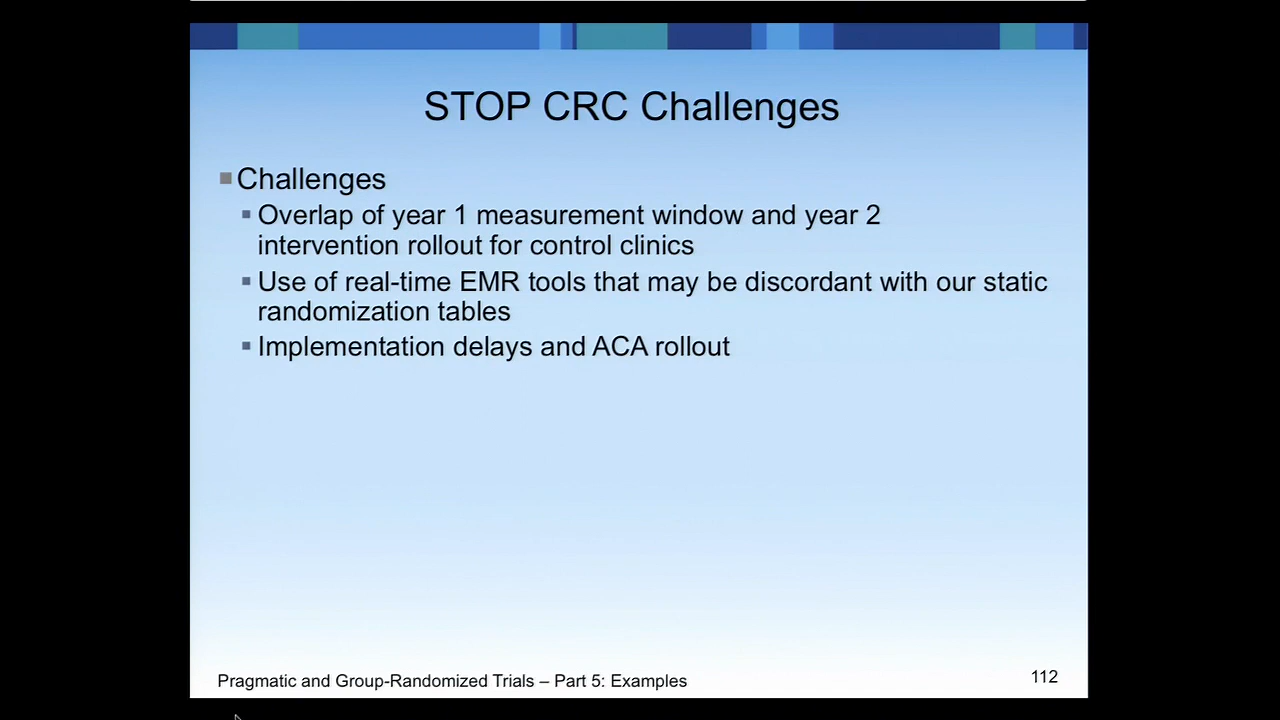 STOP CRC Challenges
Challenges
Overlap of year 1 measurement window and year 2
intervention rollout for control clinics
Use of real-time EMR tools that may be discordant with our static
randomization tables
Implementation delays and ACA rollout
Pragmatic and Group-Randomized Trials – Part 5: Examples
112